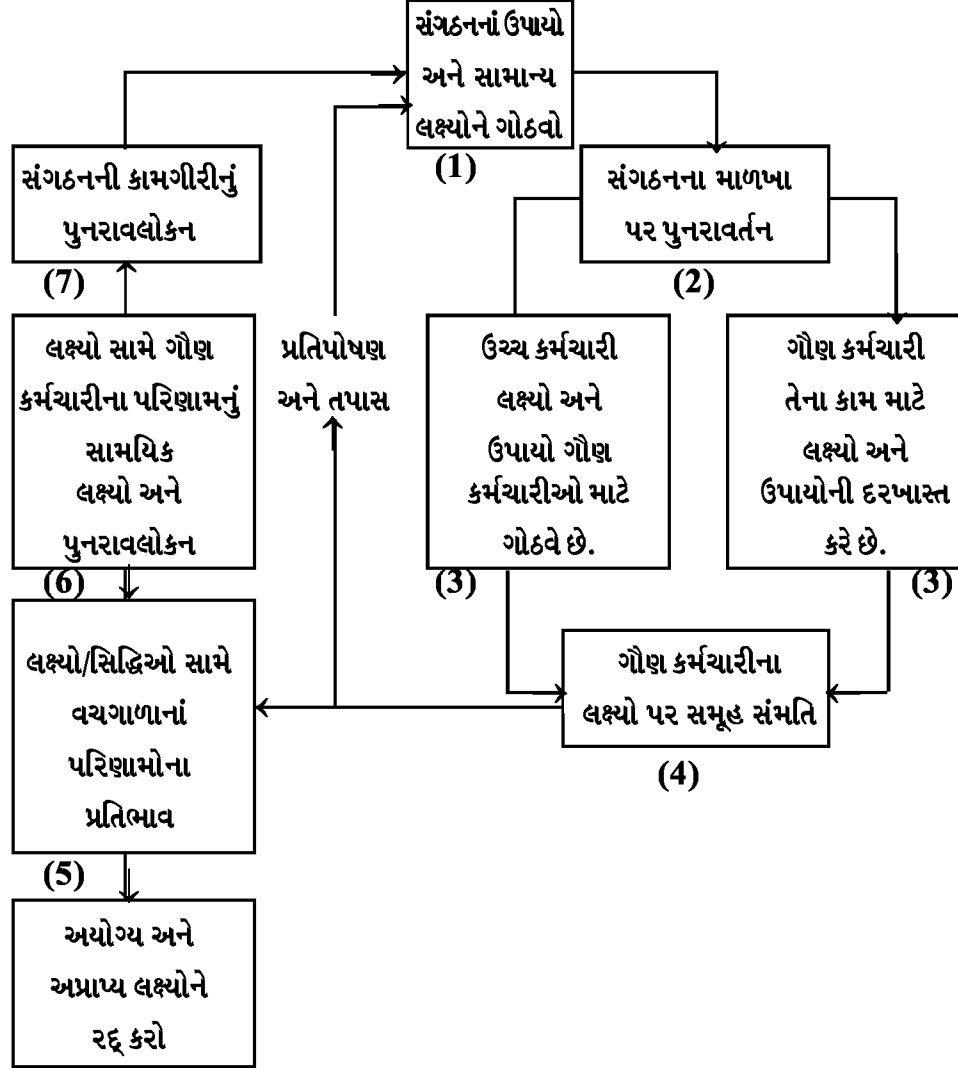 સંગઠનનાં ઉપાયો
અને સામાન્ય
લક્ષ્યોને ગોઠવો
(1)
સંગઠનના માળખા
પર પુનરાવર્તન
(2)
ઉચ્ચ કર્મચારી
લક્ષ્યો અને
ઉપાયો ગૌણ
કર્મચારીઓ માટે
ગોઠવે છે.
(3)
ગૌણ કર્મચારી
તેના કામ માટે
લક્ષ્યો અને
ઉપાયોની દરખાસ્ત
કરે છે.
(3)
ગૌણ કર્મચારીના
લક્ષ્યો પર સમૂહ સંમતિ
(4)
પ્રતિપોષણ
અને તપાસ
લક્ષ્યો/સિદ્ધિઓ સામે
વચગાળાનાં
પરિણામોના
પ્રતિભાવ
(5)
અયોગ્ય અને
અપ્રાપ્ય લક્ષ્યોને
રદ્દ કરો
લક્ષ્યો સામે ગૌણ
કર્મચારીના પરિણામનું
સામયિક
લક્ષ્યો અને
પુનરાવલોકન
(6)
સંગઠનની કામગીરીનું
પુનરાવલોકન
(7)